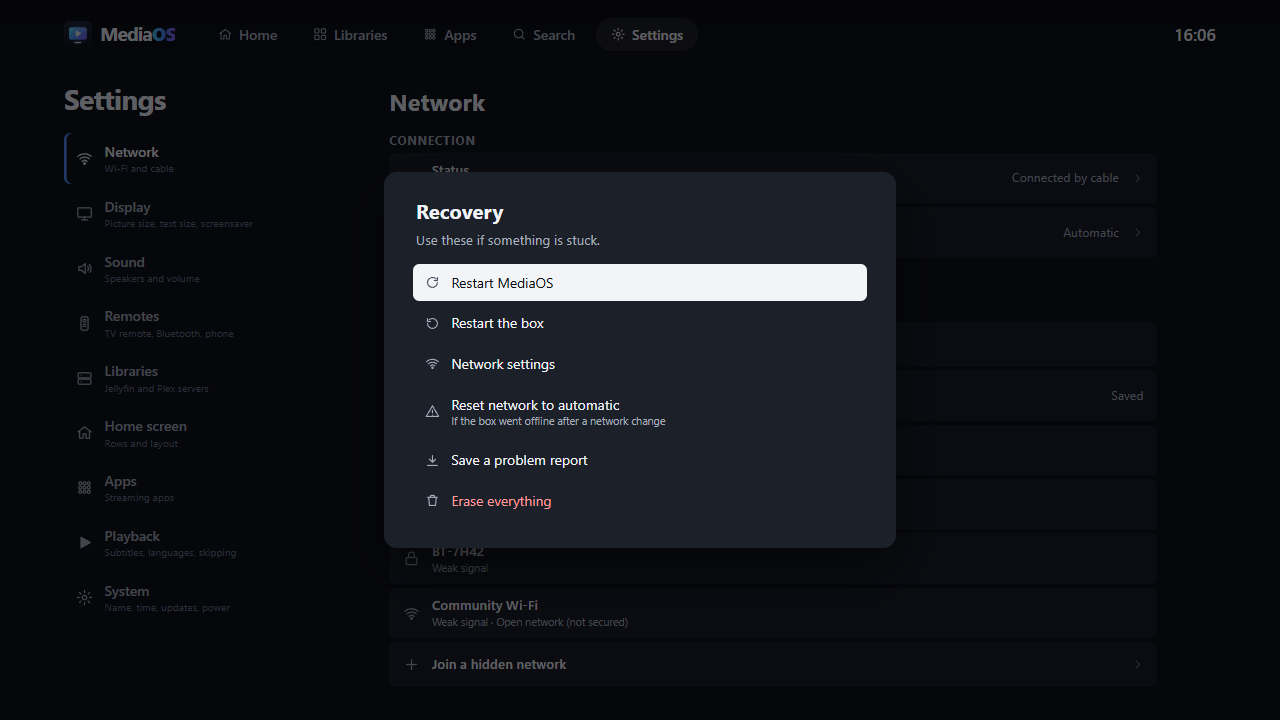 MediaOS
Home
Libraries
Apps
Search
Settings
16:06
Settings
Network
Wi-Fi and cable
Display
Picture size, text size, screensaver
Sound
Speakers and volume
Remotes
TV remote, Bluetooth, phone
Libraries
Jellyfin and Plex servers
Home screen
Rows and layout
Apps
Streaming apps
Playback
Subtitles, languages, skipping
System
Name, time, updates, power
Network
CONNECTION
Status
Connected by cable
Automatic
Saved
Recovery
Use these if something is stuck.
Restart MediaOS
Restart the box
Network settings
Reset network to automatic
If the box went offline after a network change
Save a problem report
Erase everything
BT-7H42
Weak signal
Community Wi-Fi
Weak signal · Open network (not secured)
Join a hidden network